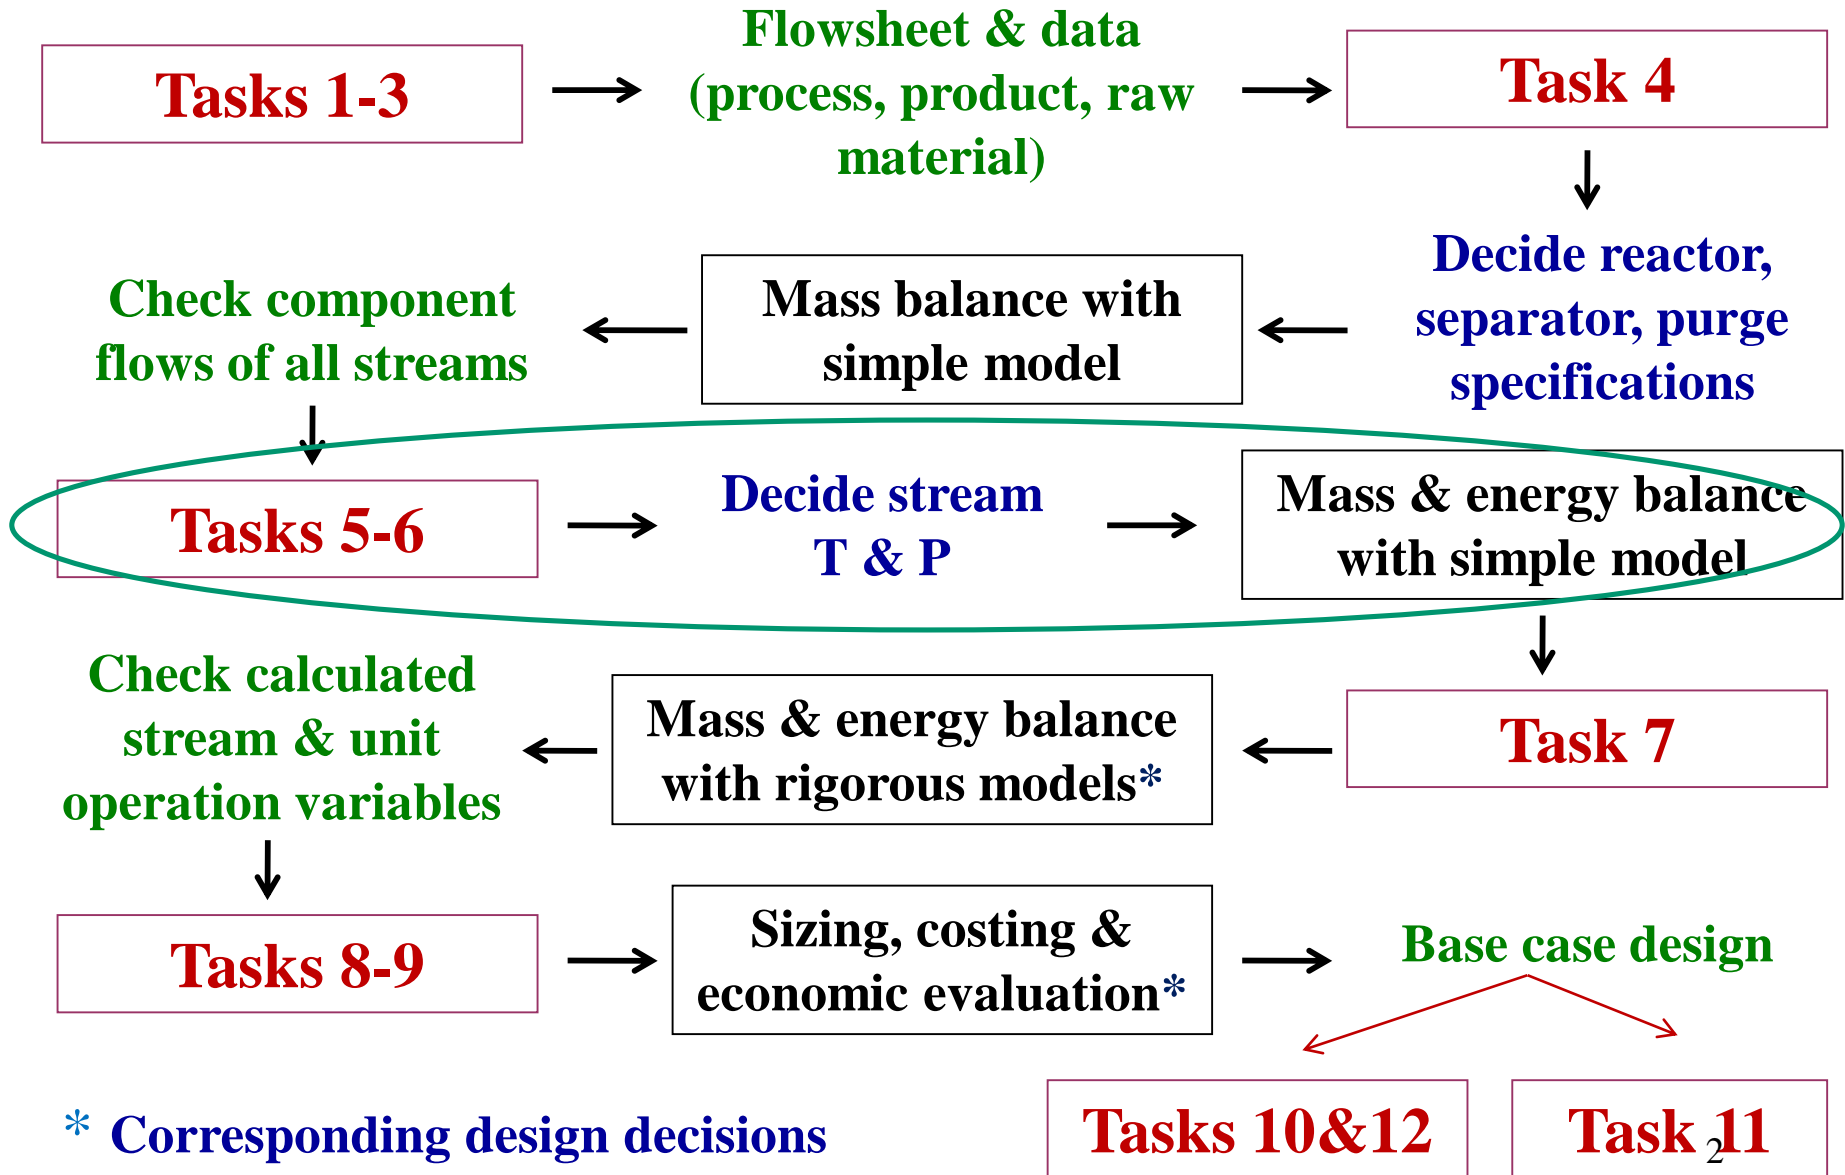 Tasks 1-3
Flowsheet & data
(process, product, raw
material)
Task 4
Decide reactor,
separator, purge
specifications
Mass balance with
simple model
Check component
flows of all streams
Tasks 5-6
Decide stream
T & P
Mass & energy balance
with simple model
Task 7
Mass & energy balance
with rigorous models*
Check calculated
stream & unit
operation variables
Tasks 8-9
Sizing, costing &
economic evaluation*
Base case design
Tasks 10&12
Task 11
* Corresponding design decisions
2